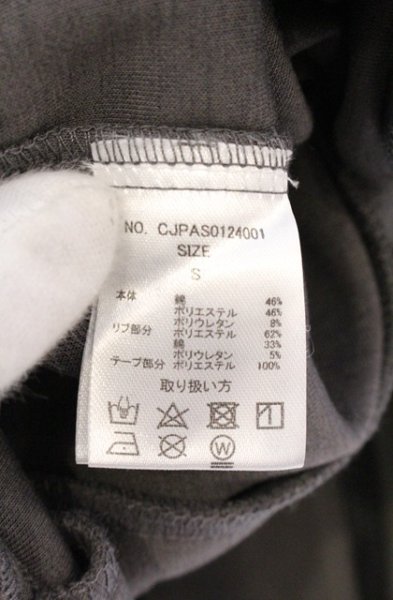 NO. CJPAS0124001
SIZE
S
本体 綿 46%
ポリエステル 46%
ポリウレタン 8%
リブ部分 ポリエステル 62%
綿 33%
ポリウレタン 5%
テープ部分 ポリエステル 100%
取り扱い方
W